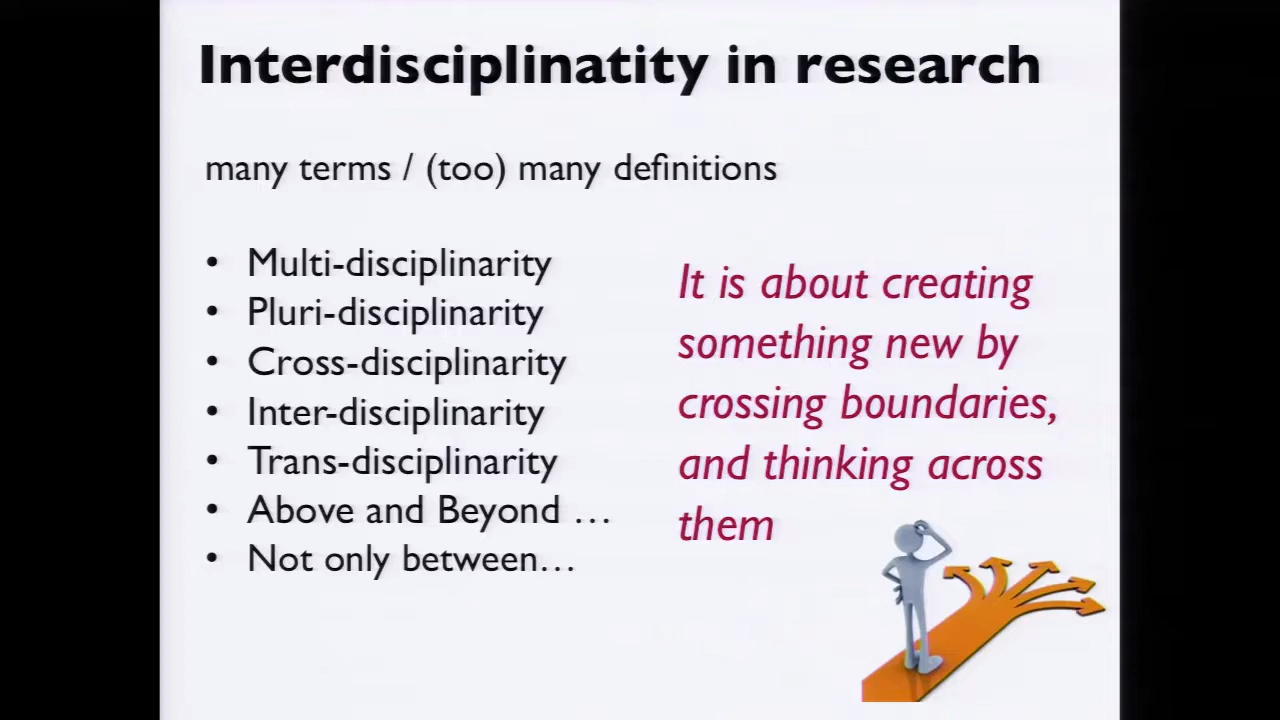 Interdisciplinatity in research
many terms / (too) many definitions
• Multi-disciplinarity
• Pluri-disciplinarity
• Cross-disciplinarity
• Inter-disciplinarity
• Trans-disciplinarity
• Above and Beyond …
• Not only between…
It is about creating
something new by
crossing boundaries,
and thinking across
them